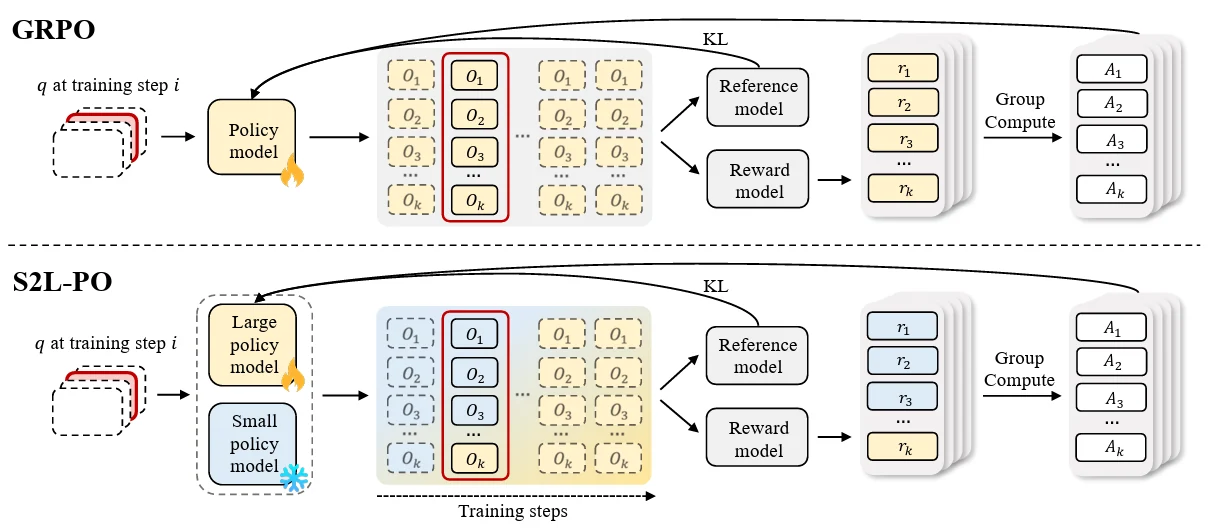 GRPO
q at training step i
Policy
model
O₁ O₁ O₁ O₁
O₂ O₂ O₂ O₂
O₃ O₃ ... O₃ O₃
... ... ... ...
Oₖ Oₖ Oₖ Oₖ
KL
Reference
model
Reward
model
r₁
r₂
r₃
...
rₖ
Group
Compute
A₁
A₂
A₃
...
Aₖ
S2L-PO
q at training step i
Large
policy
model
Small
policy
model
O₁ O₁ O₁ O₁
O₂ O₂ O₂ O₂
O₃ O₃ ... O₃ O₃
... ... ... ...
Oₖ Oₖ Oₖ Oₖ
Training steps
KL
Reference
model
Reward
model
r₁
r₂
r₃
...
rₖ
Group
Compute
A₁
A₂
A₃
...
Aₖ